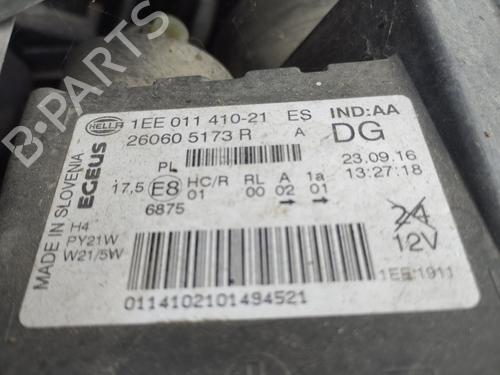 B-PARTS
HELLA
1EE 011 410-21 ES IND:AA
26060 5173 R A DG
PL
23.09.16
13:27:18
17,5 E8 HC/R RL A 1a
01 00 02 01
6875
→ →
MADE IN SLOVENIA
EGEUS
H4
PY21W
W21/5W
24
12V
1EE 1911
0114102101494521